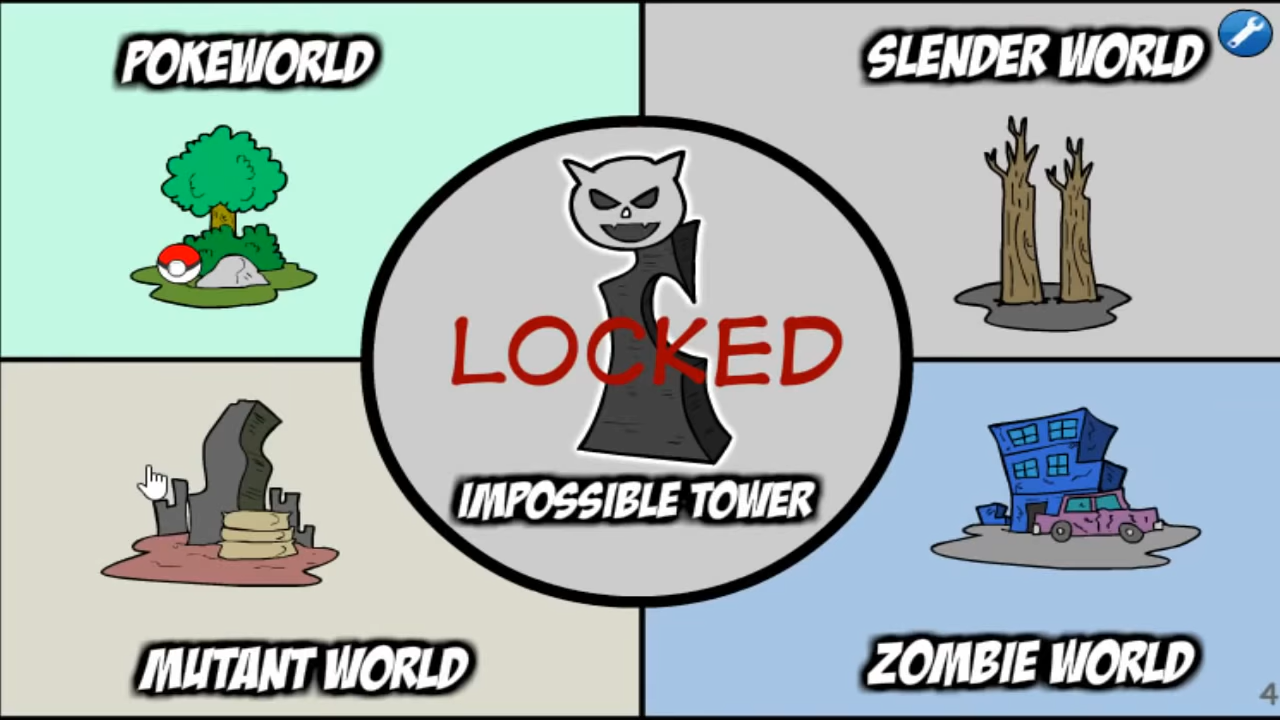 POKEWORLD
SLENDER WORLD
LOCKED
IMPOSSIBLE TOWER
MUTANT WORLD
ZOMBIE WORLD
4